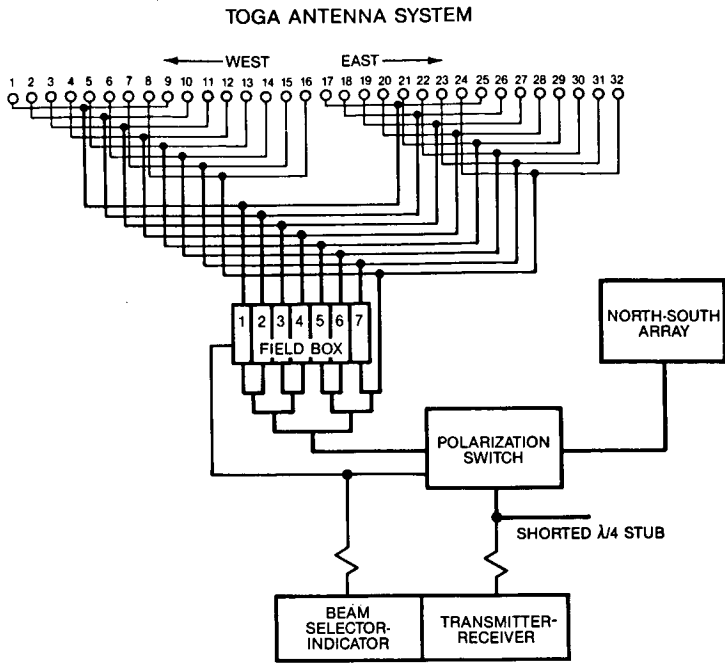 TOGA ANTENNA SYSTEM
WEST EAST
1 2 3 4 5 6 7 8 9 10 11 12 13 14 15 16 17 18 19 20 21 22 23 24 25 26 27 28 29 30 31 32
1 2 3 4 5 6 7
FIELD BOX
NORTH-SOUTH
ARRAY
POLARIZATION
SWITCH
SHORTED λ/4 STUB
BEAM
SELECTOR-
INDICATOR
TRANSMITTER-
RECEIVER